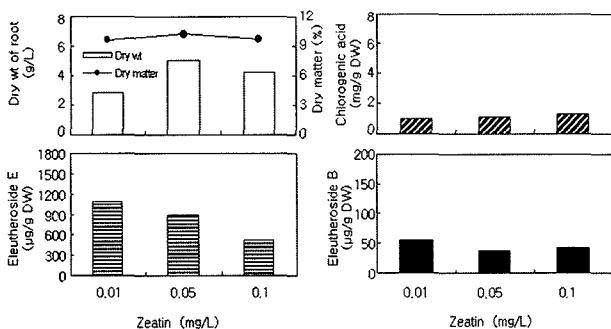 Dry wt of root
g/L)
8
6
4
2
0
Dry wt
Dry matter
12
9
6
3
0
Dry matter (%)
Chlorogenic acid
(mg/g DW)
8
6
4
2
0
Eleutheroside E
(µg/g DW)
1800
1500
1200
900
600
300
0
0.01
0.05
0.1
Zeatin (mg/L)
Eleutheroside B
(µg/g DW)
200
150
100
50
0
0.01
0.05
0.1
Zeatin (mg/L)